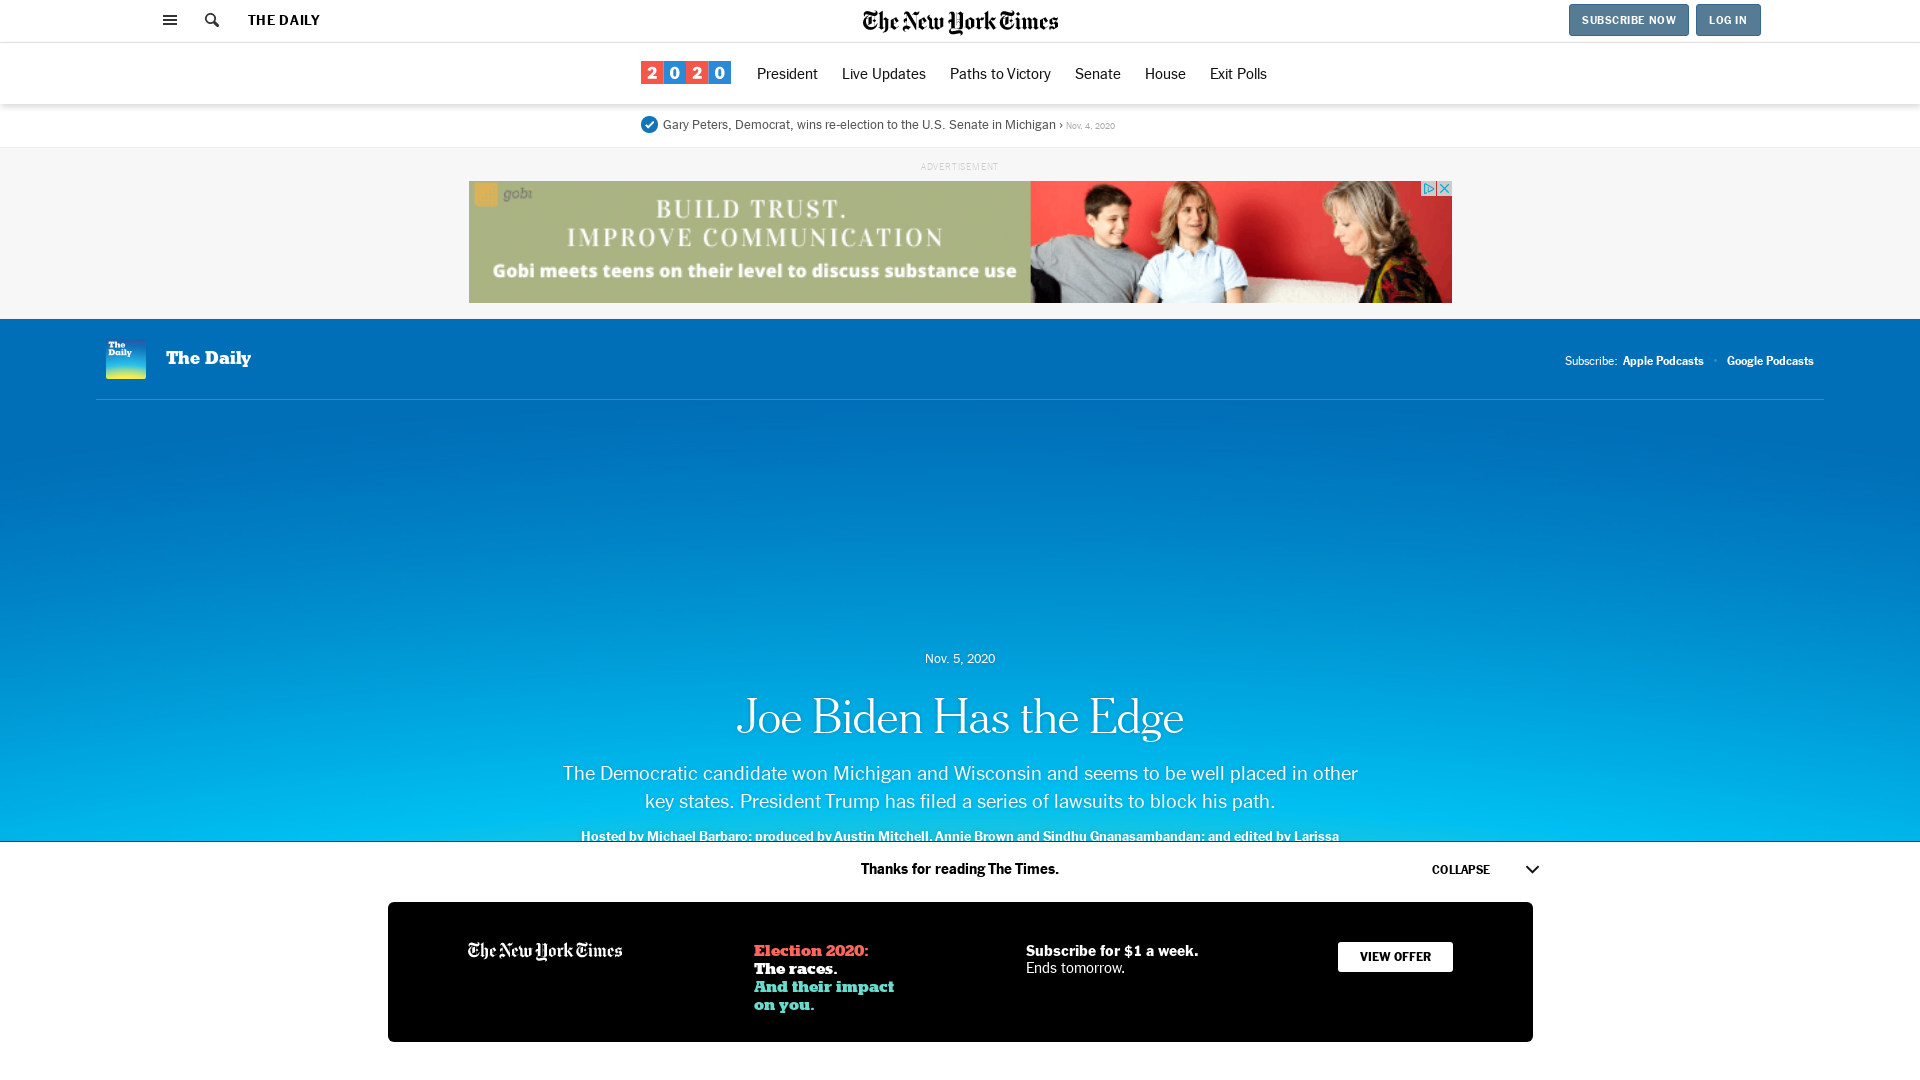 THE DAILY
The New York Times
SUBSCRIBE NOW
LOG IN
2020
President
Live Updates
Paths to Victory
Senate
House
Exit Polls
Gary Peters, Democrat, wins re-election to the U.S. Senate in Michigan › Nov. 4, 2020
ADVERTISEMENT
gobi
BUILD TRUST.
IMPROVE COMMUNICATION
Gobi meets teens on their level to discuss substance use
The
Daily
The Daily
Subscribe: Apple Podcasts • Google Podcasts
Nov. 5, 2020
Joe Biden Has the Edge
The Democratic candidate won Michigan and Wisconsin and seems to be well placed in other
key states. President Trump has filed a series of lawsuits to block his path.
Hosted by Michael Barbaro; produced by Austin Mitchell, Annie Brown and Sindhu Gnanasambandan; and edited by Larissa
Thanks for reading The Times.
COLLAPSE
The New York Times
Election 2020:
The races.
And their impact
on you.
Subscribe for $1 a week.
Ends tomorrow.
VIEW OFFER